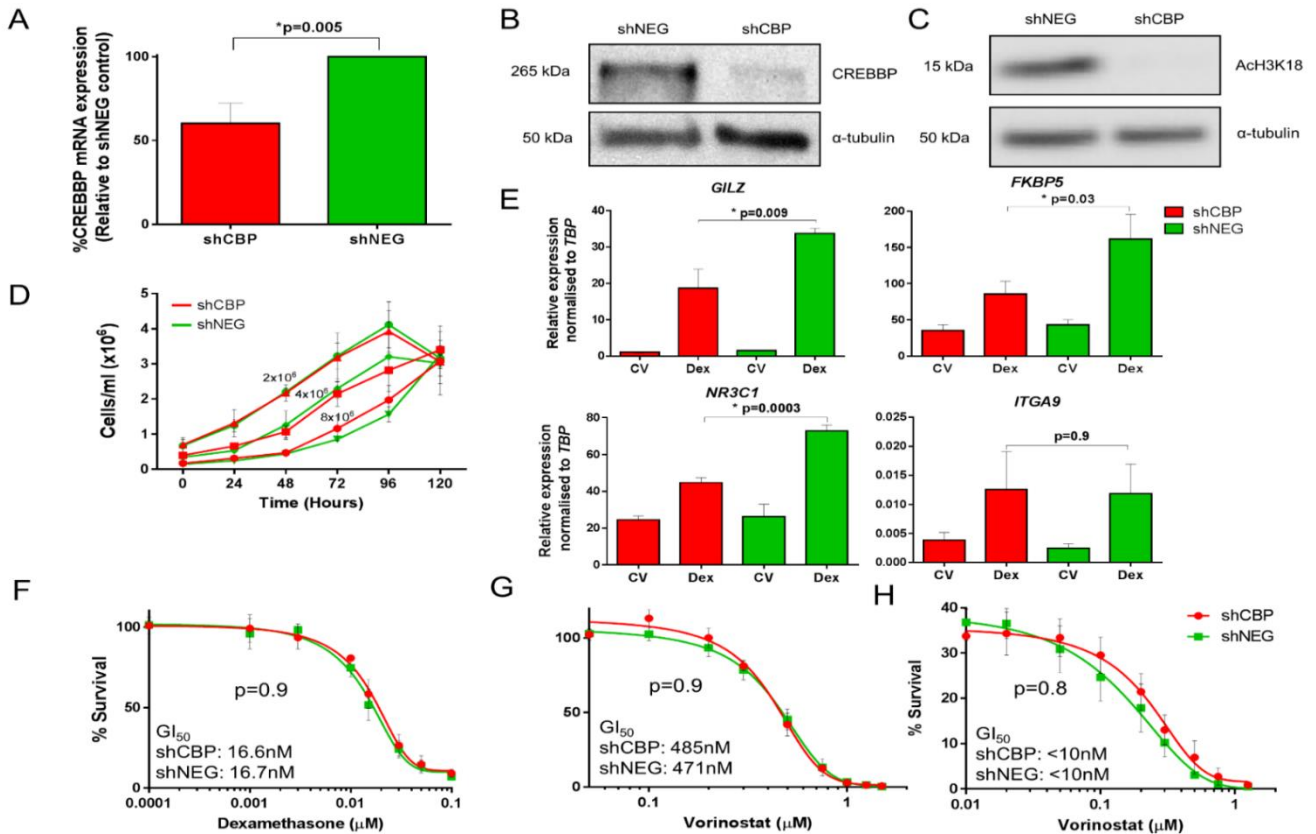 A
*p=0.005
%CREBBP mRNA expression
(Relative to shNEG control)
100
50
0
shCBP
shNEG
B
shNEG
shCBP
265 kDa
CREBBP
50 kDa
α-tubulin
C
shNEG
shCBP
15 kDa
AcH3K18
50 kDa
α-tubulin
D
shCBP
shNEG
Cells/ml (x10⁶)
5
4
3
2
1
0
2x10⁶
4x10⁶
8x10⁶
0 24 48 72 96 120
Time (Hours)
E
GILZ
* p=0.009
Relative expression
normalised to TBP
40
30
20
10
0
CV Dex CV Dex
FKBP5
* p=0.03
200
150
100
50
0
CV Dex CV Dex
shCBP
shNEG
NR3C1
* p=0.0003
Relative expression
normalised to TBP
80
60
40
20
0
CV Dex CV Dex
ITGA9
p=0.9
0.025
0.020
0.015
0.010
0.005
0.000
CV Dex CV Dex
F
% Survival
100
50
0
p=0.9
GI₅₀
shCBP: 16.6nM
shNEG: 16.7nM
0.0001 0.001 0.01 0.1
Dexamethasone (μM)
G
% Survival
100
50
0
p=0.9
GI₅₀
shCBP: 485nM
shNEG: 471nM
0.1 1
Vorinostat (μM)
H
% Survival
40
30
20
10
0
p=0.8
GI₅₀
shCBP: <10nM
shNEG: <10nM
0.01 0.1 1
Vorinostat (μM)
shCBP
shNEG